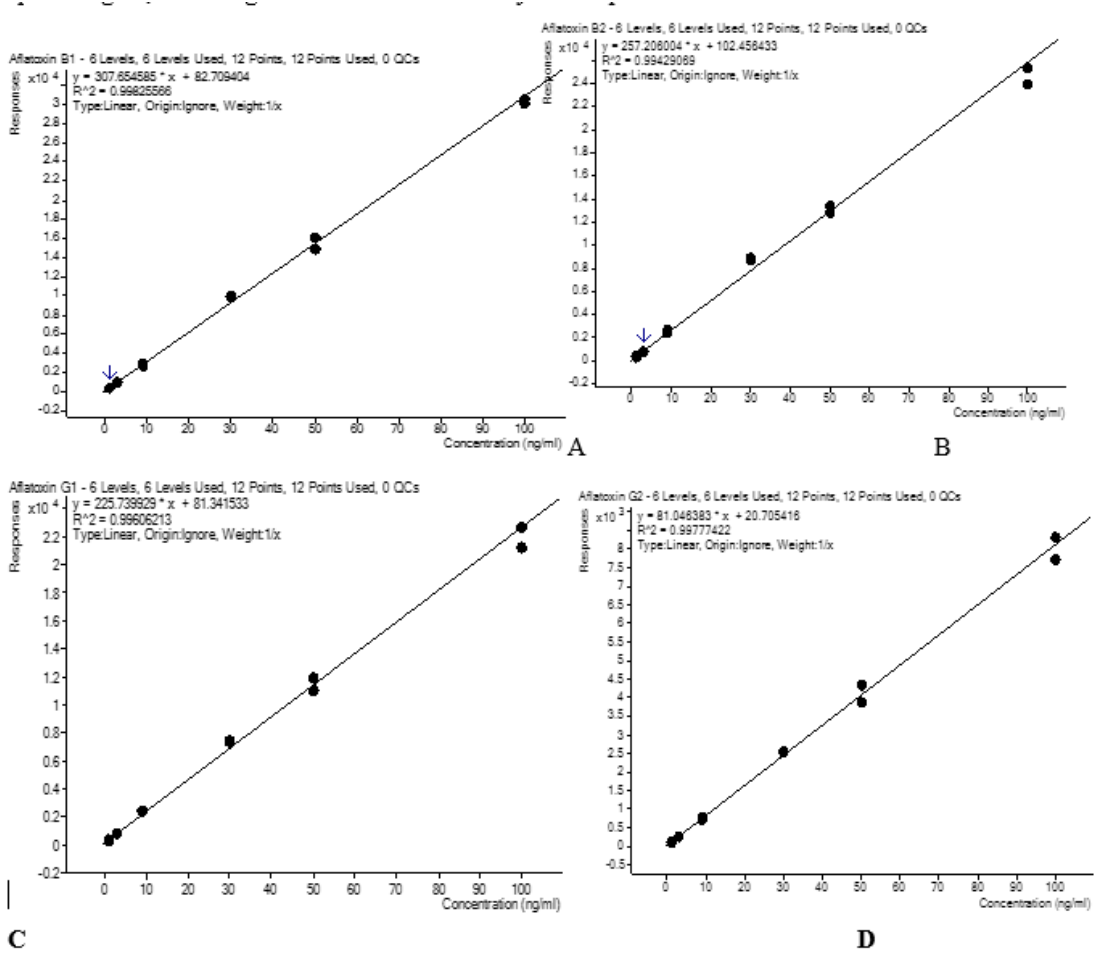 Aflatoxin B1 - 6 Levels, 6 Levels Used, 12 Points, 12 Points Used, 0 QCs
Responses
x10 4
y = 307.654585 * x + 82.709404
R^2 = 0.99825566
Type:Linear, Origin:Ignore, Weight:1/x
3
2.8
2.6
2.4
2.2
2
1.8
1.6
1.4
1.2
1
0.8
0.6
0.4
0.2
0
-0.2
0 10 20 30 40 50 60 70 80 90 100
Concentration (ng/ml)
A
Aflatoxin B2 - 6 Levels, 6 Levels Used, 12 Points, 12 Points Used, 0 QCs
Responses
x10 4
y = 257.206004 * x + 102.456433
R^2 = 0.99429069
Type:Linear, Origin:Ignore, Weight:1/x
2.4
2.2
2
1.8
1.6
1.4
1.2
1
0.8
0.6
0.4
0.2
0
-0.2
0 10 20 30 40 50 60 70 80 90 100
Concentration (ng/ml)
B
Aflatoxin G1 - 6 Levels, 6 Levels Used, 12 Points, 12 Points Used, 0 QCs
Responses
x10 4
y = 225.739929 * x + 81.341533
R^2 = 0.99606213
Type:Linear, Origin:Ignore, Weight:1/x
2.2
2
1.8
1.6
1.4
1.2
1
0.8
0.6
0.4
0.2
0
-0.2
0 10 20 30 40 50 60 70 80 90 100
Concentration (ng/ml)
C
Aflatoxin G2 - 6 Levels, 6 Levels Used, 12 Points, 12 Points Used, 0 QCs
Responses
x10 3
y = 81.046383 * x + 20.705416
R^2 = 0.99777422
Type:Linear, Origin:Ignore, Weight:1/x
8
7.5
7
6.5
6
5.5
5
4.5
4
3.5
3
2.5
2
1.5
1
0.5
0
-0.5
0 10 20 30 40 50 60 70 80 90 100
Concentration (ng/ml)
D